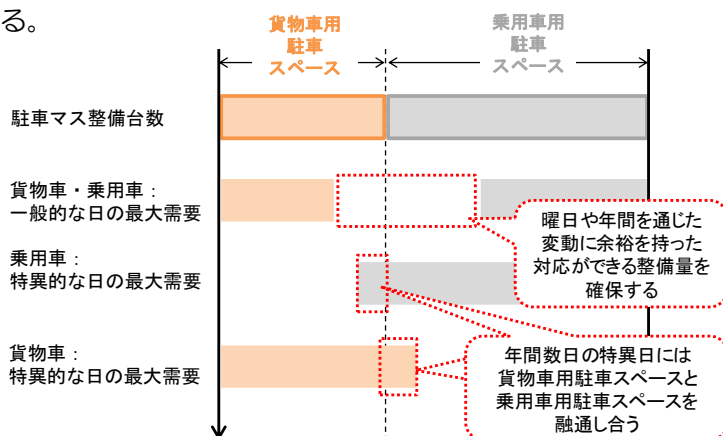 る。
貨物車用
駐車
スペース
乗用車用
駐車
スペース
駐車マス整備台数
貨物車・乗用車：
一般的な日の最大需要
曜日や年間を通じた
変動に余裕を持った
対応ができる整備量を
確保する
乗用車：
特異的な日の最大需要
貨物車：
特異的な日の最大需要
年間数日の特異日には
貨物車用駐車スペースと
乗用車用駐車スペースを
融通し合う